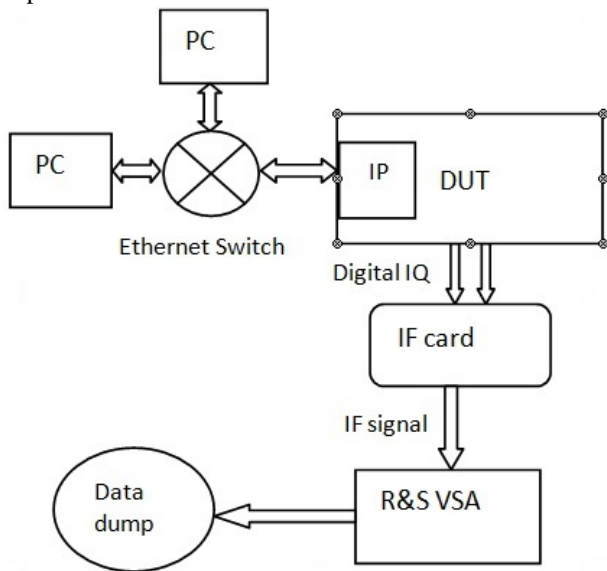 PC
PC
IP
DUT
Ethernet Switch
Digital IQ
IF card
IF signal
R&S VSA
Data
dump